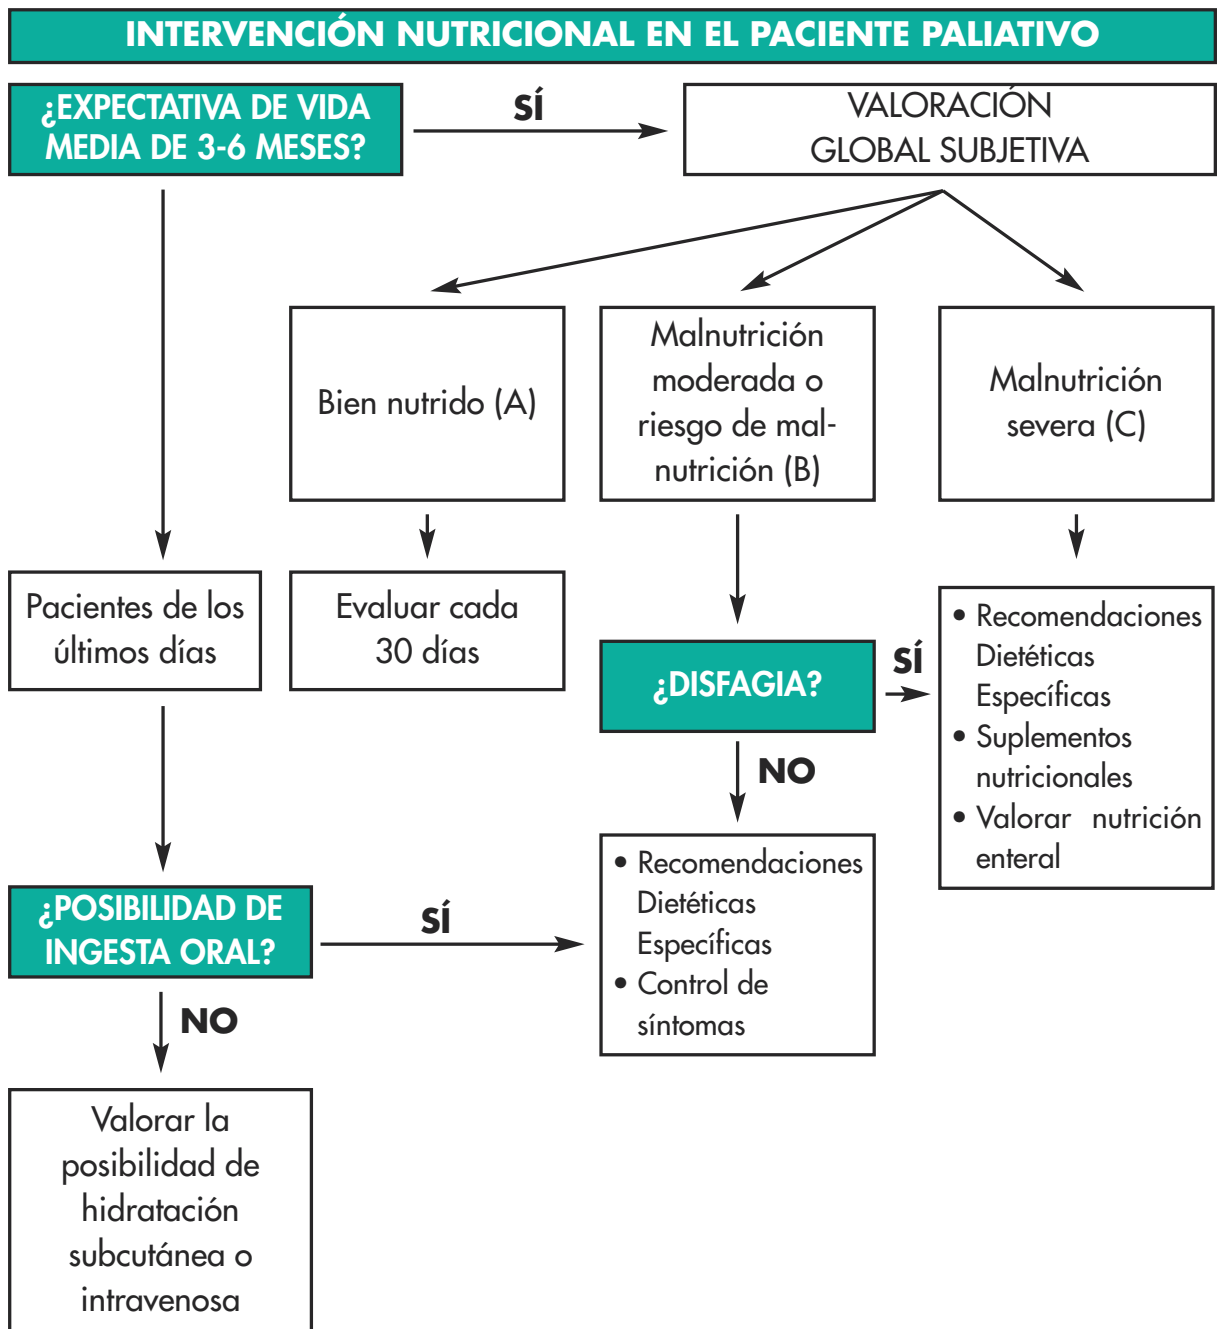 INTERVENCIÓN NUTRICIONAL EN EL PACIENTE PALIATIVO
¿EXPECTATIVA DE VIDA
MEDIA DE 3-6 MESES?
SÍ
VALORACIÓN
GLOBAL SUBJETIVA
Bien nutrido (A)
Malnutrición
moderada o
riesgo de mal-
nutrición (B)
Malnutrición
severa (C)
Pacientes de los
últimos días
Evaluar cada
30 días
¿DISFAGIA?
SÍ
• Recomendaciones
Dietéticas
Específicas
• Suplementos
nutricionales
• Valorar nutrición
enteral
NO
• Recomendaciones
Dietéticas
Específicas
• Control de
síntomas
¿POSIBILIDAD DE
INGESTA ORAL?
SÍ
NO
Valorar la
posibilidad de
hidratación
subcutánea o
intravenosa